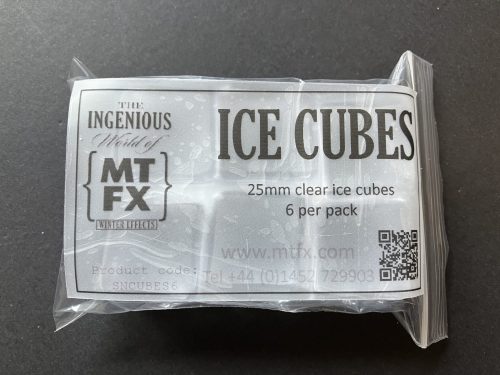 THE
INGENIOUS
World of
MT
FX
WINTER EFFECTS
ICE CUBES
25mm clear ice cubes
6 per pack
www.mtfx.com
Tel +44 (0)1452 729903
Product code:
SNCUBES6